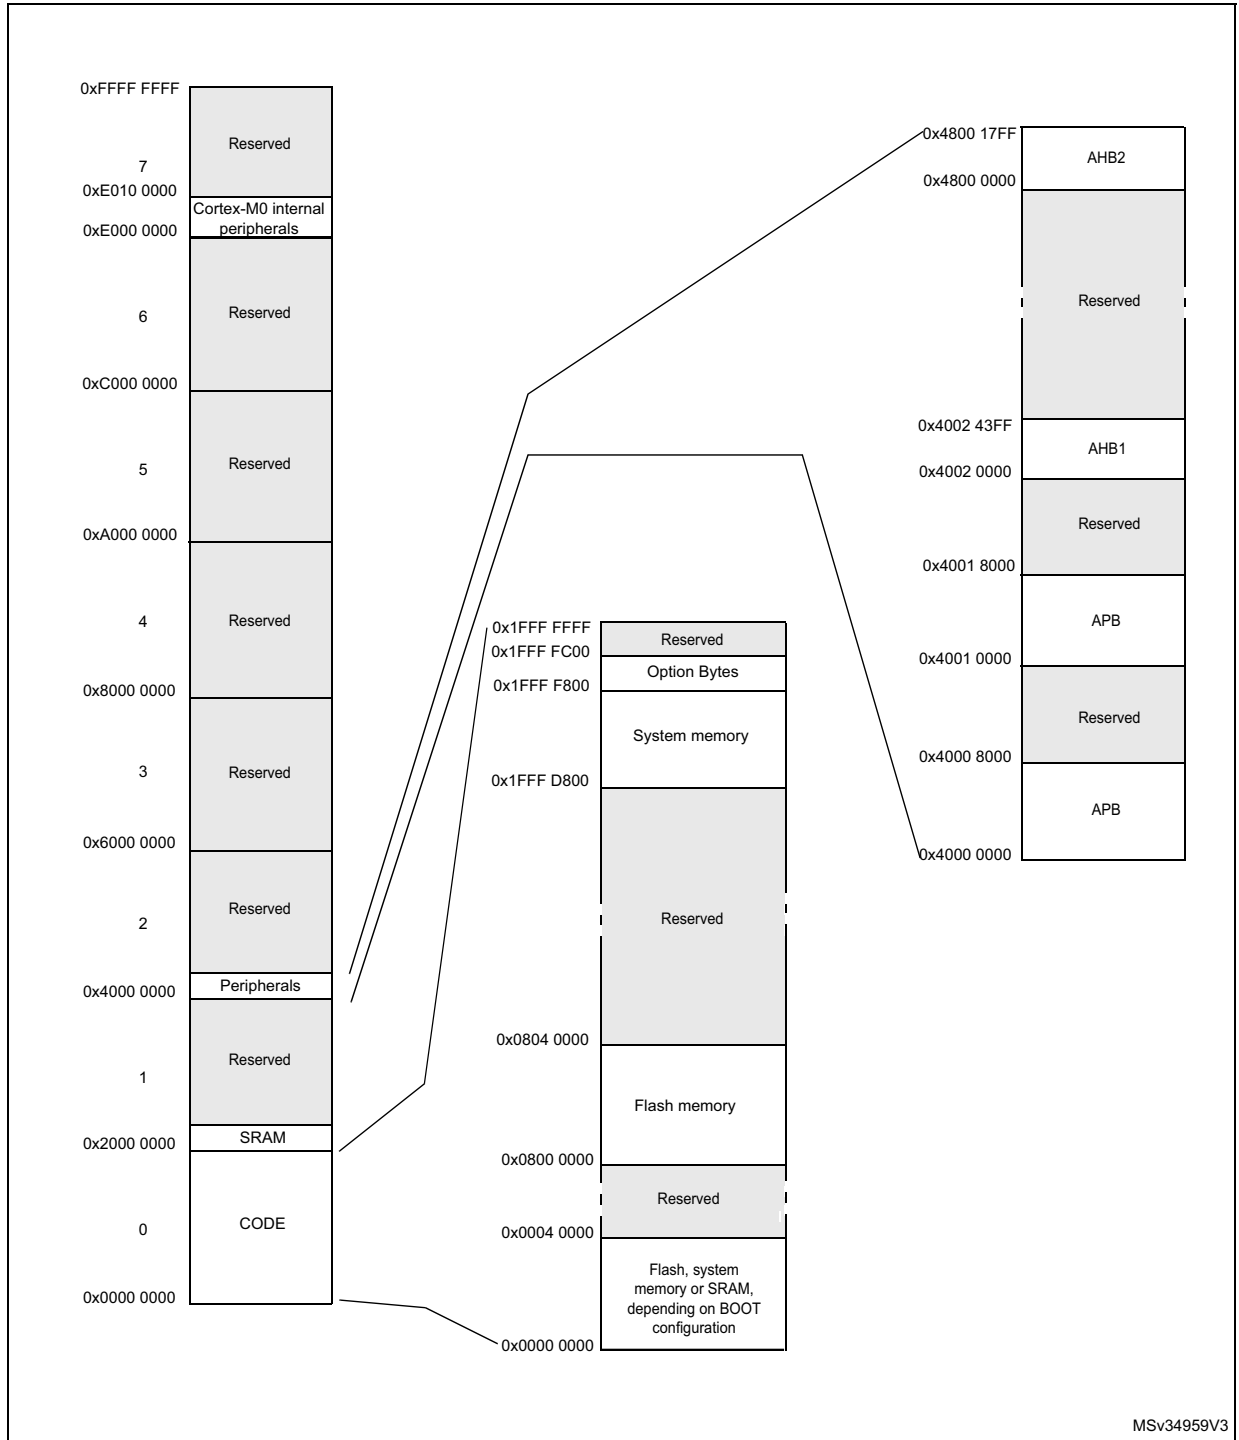 0xFFFF FFFF
Reserved
7
0xE010 0000
Cortex-M0 internal
peripherals
0xE000 0000
6
Reserved
0xC000 0000
5
Reserved
0xA000 0000
4
Reserved
0x8000 0000
3
Reserved
0x6000 0000
2
Reserved
Peripherals
0x4000 0000
1
Reserved
SRAM
0x2000 0000
0
CODE
0x0000 0000
0x1FFF FFFF
Reserved
0x1FFF FC00
Option Bytes
0x1FFF F800
System memory
0x1FFF D800
Reserved
0x0804 0000
Flash memory
0x0800 0000
Reserved
0x0004 0000
Flash, system
memory or SRAM,
depending on BOOT
configuration
0x0000 0000
0x4800 17FF
AHB2
0x4800 0000
Reserved
0x4002 43FF
AHB1
0x4002 0000
Reserved
0x4001 8000
APB
0x4001 0000
Reserved
0x4000 8000
APB
0x4000 0000
MSv34959V3